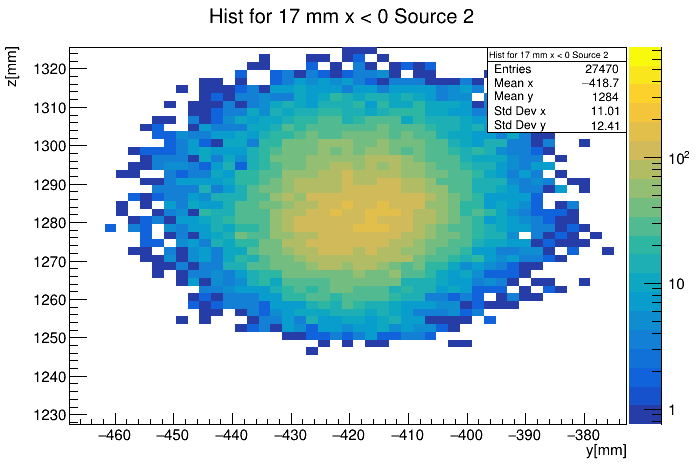 Hist for 17 mm x < 0 Source 2
z[mm]
Hist for 17 mm x < 0 Source 2
Entries 27470
Mean x −418.7
Mean y 1284
Std Dev x 11.01
Std Dev y 12.41
1320
1310
1300
1290
1280
1270
1260
1250
1240
1230
10²
10
1
−460 −450 −440 −430 −420 −410 −400 −390 −380
y[mm]